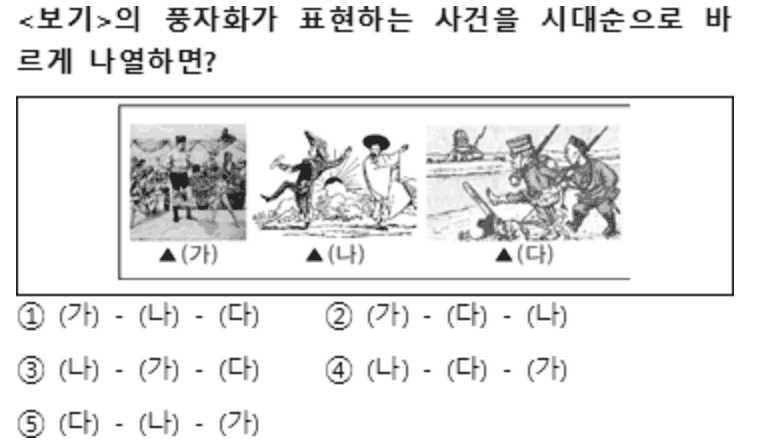 <보기>의 풍자화가 표현하는 사건을 시대순으로 바
르게 나열하면?
▲(가) ▲(나) ▲(다)
① (가) - (나) - (다) ② (가) - (다) - (나)
③ (나) - (가) - (다) ④ (나) - (다) - (가)
⑤ (다) - (나) - (가)